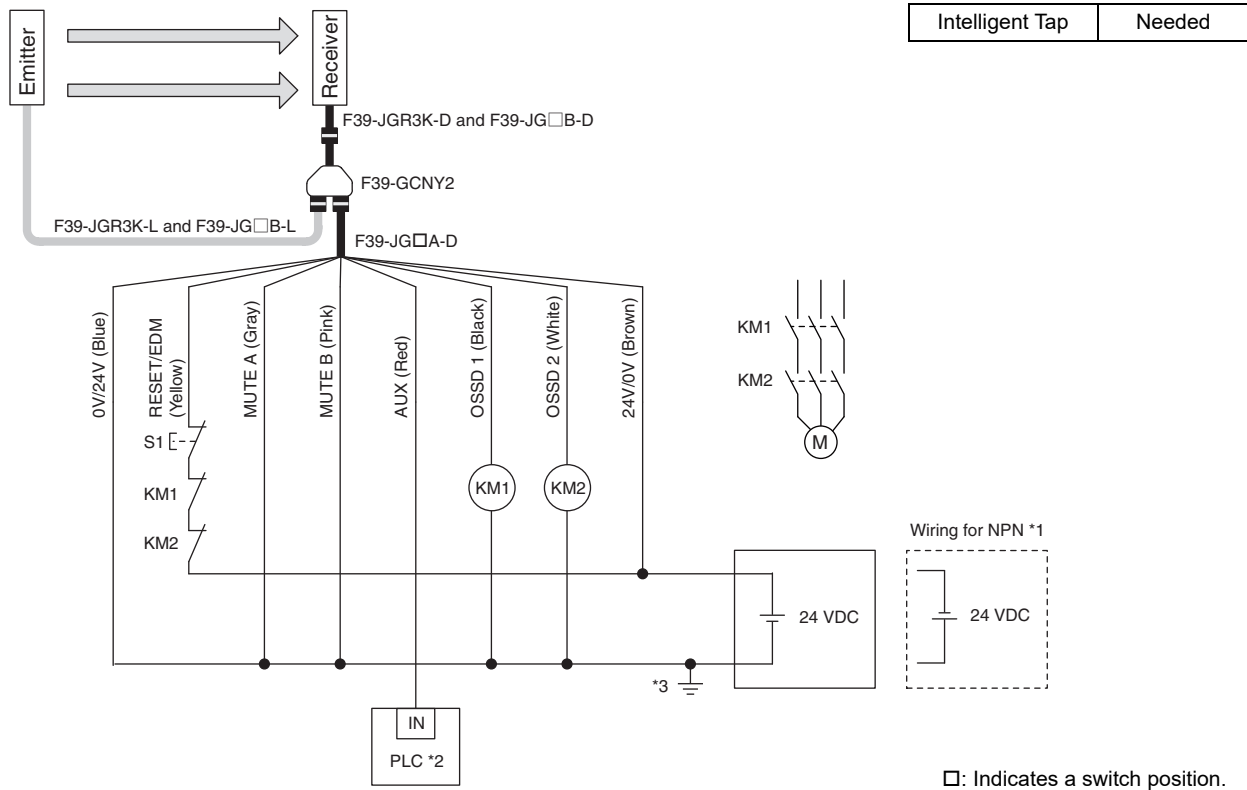 Intelligent Tap Needed
Emitter
Receiver
F39-JGR3K-D and F39-JG□B-D
F39-GCNY2
F39-JGR3K-L and F39-JG□B-L
F39-JG□A-D
0V/24V (Blue)
RESET/EDM
(Yellow)
MUTE A (Gray)
MUTE B (Pink)
AUX (Red)
OSSD 1 (Black)
OSSD 2 (White)
24V/0V (Brown)
KM1
KM2
M
S1
KM1
KM2
KM1
KM2
Wiring for NPN *1
24 VDC
24 VDC
*3
IN
PLC *2
□: Indicates a switch position.